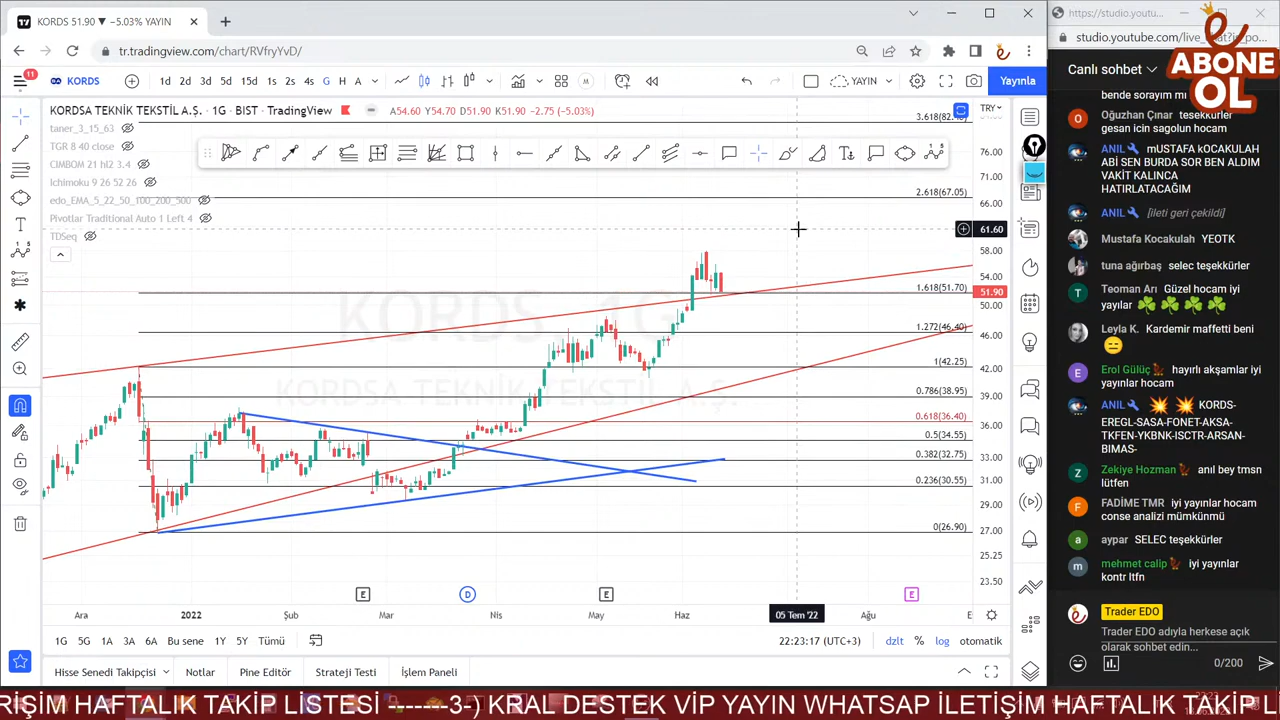 KORDS 51.90 ▼ −5.03% YAYIN
tr.tradingview.com/chart/RVfryYvD/
11
KORDS
1d 2d 3d 5d 15d 1s 2s 4s G 1 A
YAYIN
Yayınla
KORDSA TEKNİK TEKSTİL A.Ş. · 1G · BIST · TradingView
A54.60 Y54.70 D51.90 K51.90 −2.75 (−5.03%)
TRY
taner_3_15_63
TGR 8 40 close
CIMBOM 21 hl2 3.4
Ichimoku 9 26 52 26
edo_EMA_5_22_50_100_200_500
Pivotlar Traditional Auto 1 Left 4
TDSeq
KORDS, 1G
KORDSA TEKNİK TEKSTİL A.Ş.
2.618(67.05)
1.618(51.70)
1.272(46.40)
1(42.25)
0.786(38.95)
0.618(36.40)
0.5(34.55)
0.382(32.75)
0.236(30.55)
0(26.90)
76.00
71.00
66.00
61.60
58.00
54.00
51.90
50.00
46.00
42.00
39.00
36.00
33.00
31.00
29.00
27.00
25.25
23.50
E D E E
Ara 2022 Şub Mar Nis May Haz 05 Tem '22 Ağu
1G 5G 1A 3A 6A Bu sene 1Y 5Y Tümü
22:23:17 (UTC+3)
dzlt % log otomatik
Hisse Senedi Takipçisi Notlar Pine Editör Strateji Testi İşlem Paneli
https://studio.youtu...
studio.youtube.com/live_chat?is_po...
e
ABONE
OL
Canlı sohbet
bende sorayım mı
Oğuzhan Çınar teşekkürler
gesan icin sagolun hocam
ANIL mUSTAFA KOCAKULAH
ABİ SEN BURDA SOR BEN ALDIM
VAKİT KALINCA
HATIRLATACAĞIM
ANIL [ileti geri çekildi]
Mustafa Kocakulah YEOTK
tuna ağırbaş selec teşekkürler
Teoman Arı Güzel hocam iyi
yayılar
Leyla K. Kardemir maffetti beni
Erol Gülüç hayırlı akşamlar iyi
yayınlar hocam
ANIL KORDS-
EREGL-SASA-FONET-AKSA-
TKFEN-YKBNK-ISCTR-ARSAN-
BIMAS-
Zekiye Hozman anıl bey tmsn
lütfen
FADİME TMR iyi yayınlar hocam
conse analizi mümkünmü
aypar SELEC teşekkürler
mehmet calip iyi yayınlar
kontr ltfn
Trader EDO
Trader EDO adıyla herkese açık
olarak sohbet edin...
0/200
RİŞİM HAFTALIK TAKİP LİSTESİ -------3-) KRAL DESTEK VİP YAYIN WHATSAP İLETİŞİM HAFTALIK TAKİP L